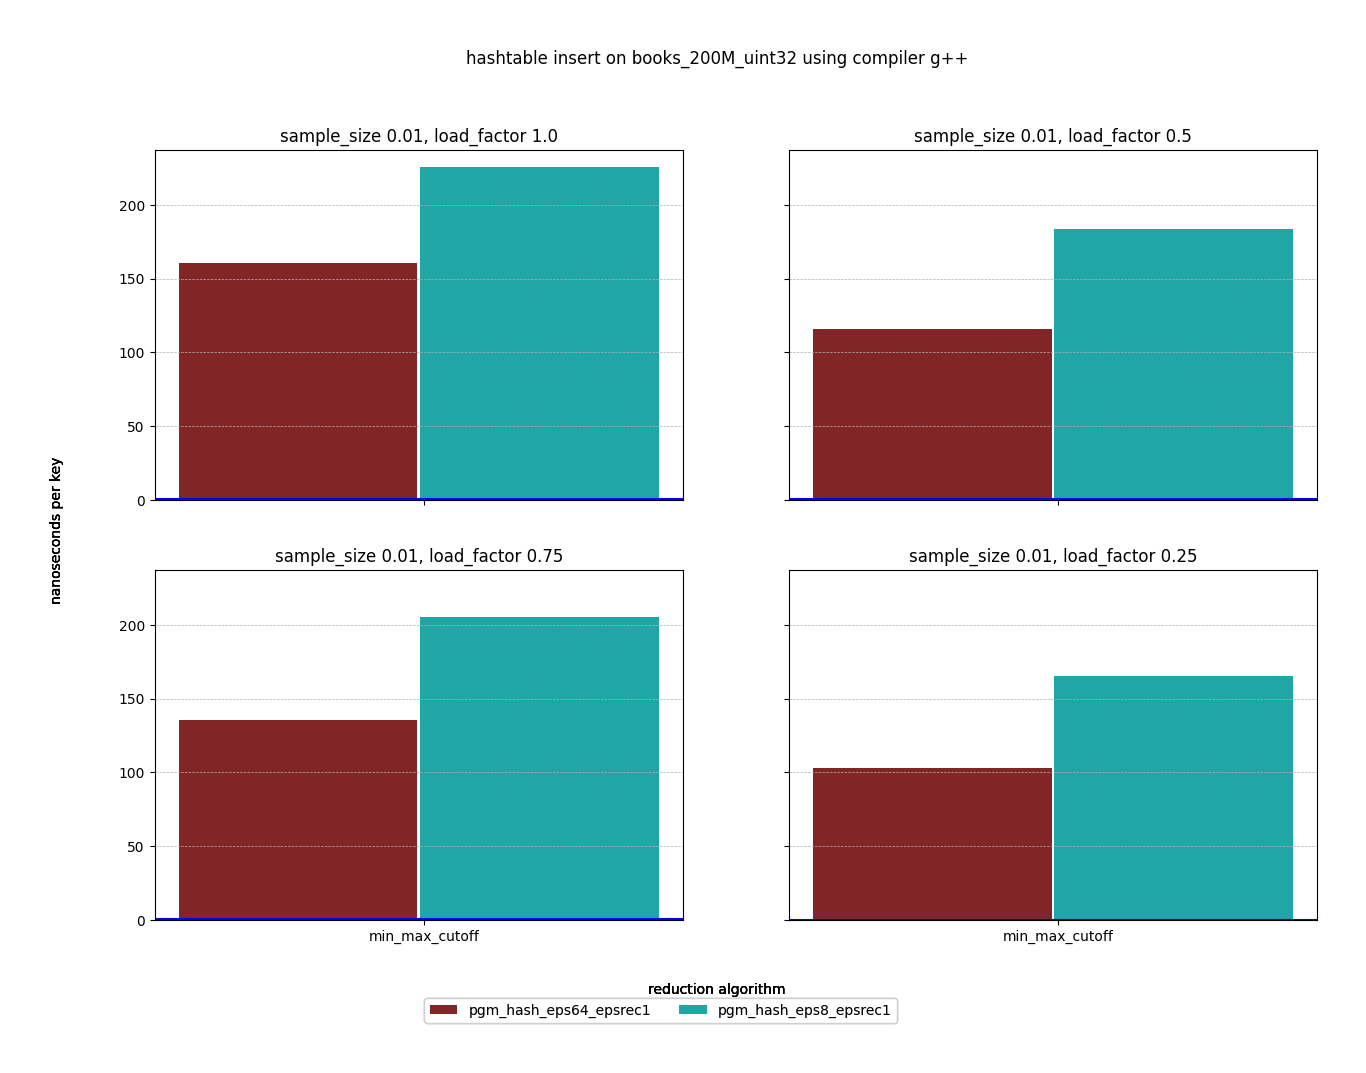 hashtable insert on books_200M_uint32 using compiler g++
sample_size 0.01, load_factor 1.0
200
150
100
50
0
sample_size 0.01, load_factor 0.5
nanoseconds per key
sample_size 0.01, load_factor 0.75
200
150
100
50
0
min_max_cutoff
sample_size 0.01, load_factor 0.25
min_max_cutoff
reduction algorithm
pgm_hash_eps64_epsrec1
pgm_hash_eps8_epsrec1